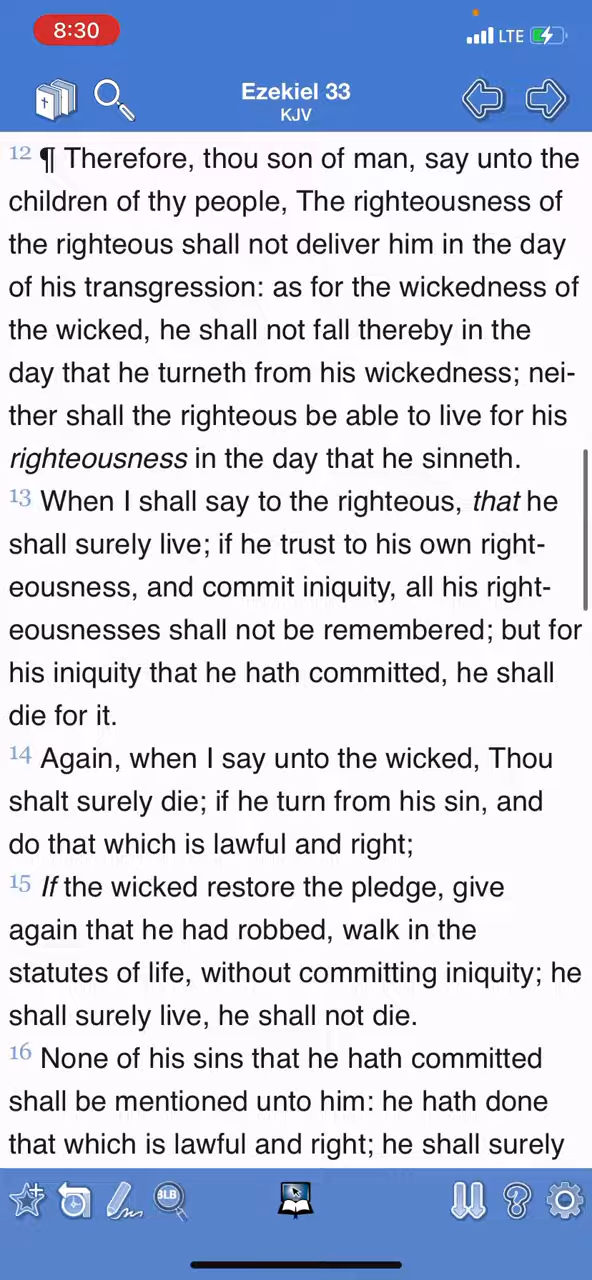 8:30
LTE
Ezekiel 33
KJV
12 ¶ Therefore, thou son of man, say unto the
children of thy people, The righteousness of
the righteous shall not deliver him in the day
of his transgression: as for the wickedness of
the wicked, he shall not fall thereby in the
day that he turneth from his wickedness; nei-
ther shall the righteous be able to live for his
righteousness in the day that he sinneth.
13 When I shall say to the righteous, that he
shall surely live; if he trust to his own right-
eousness, and commit iniquity, all his right-
eousnesses shall not be remembered; but for
his iniquity that he hath committed, he shall
die for it.
14 Again, when I say unto the wicked, Thou
shalt surely die; if he turn from his sin, and
do that which is lawful and right;
15 If the wicked restore the pledge, give
again that he had robbed, walk in the
statutes of life, without committing iniquity; he
shall surely live, he shall not die.
16 None of his sins that he hath committed
shall be mentioned unto him: he hath done
that which is lawful and right; he shall surely
BLB